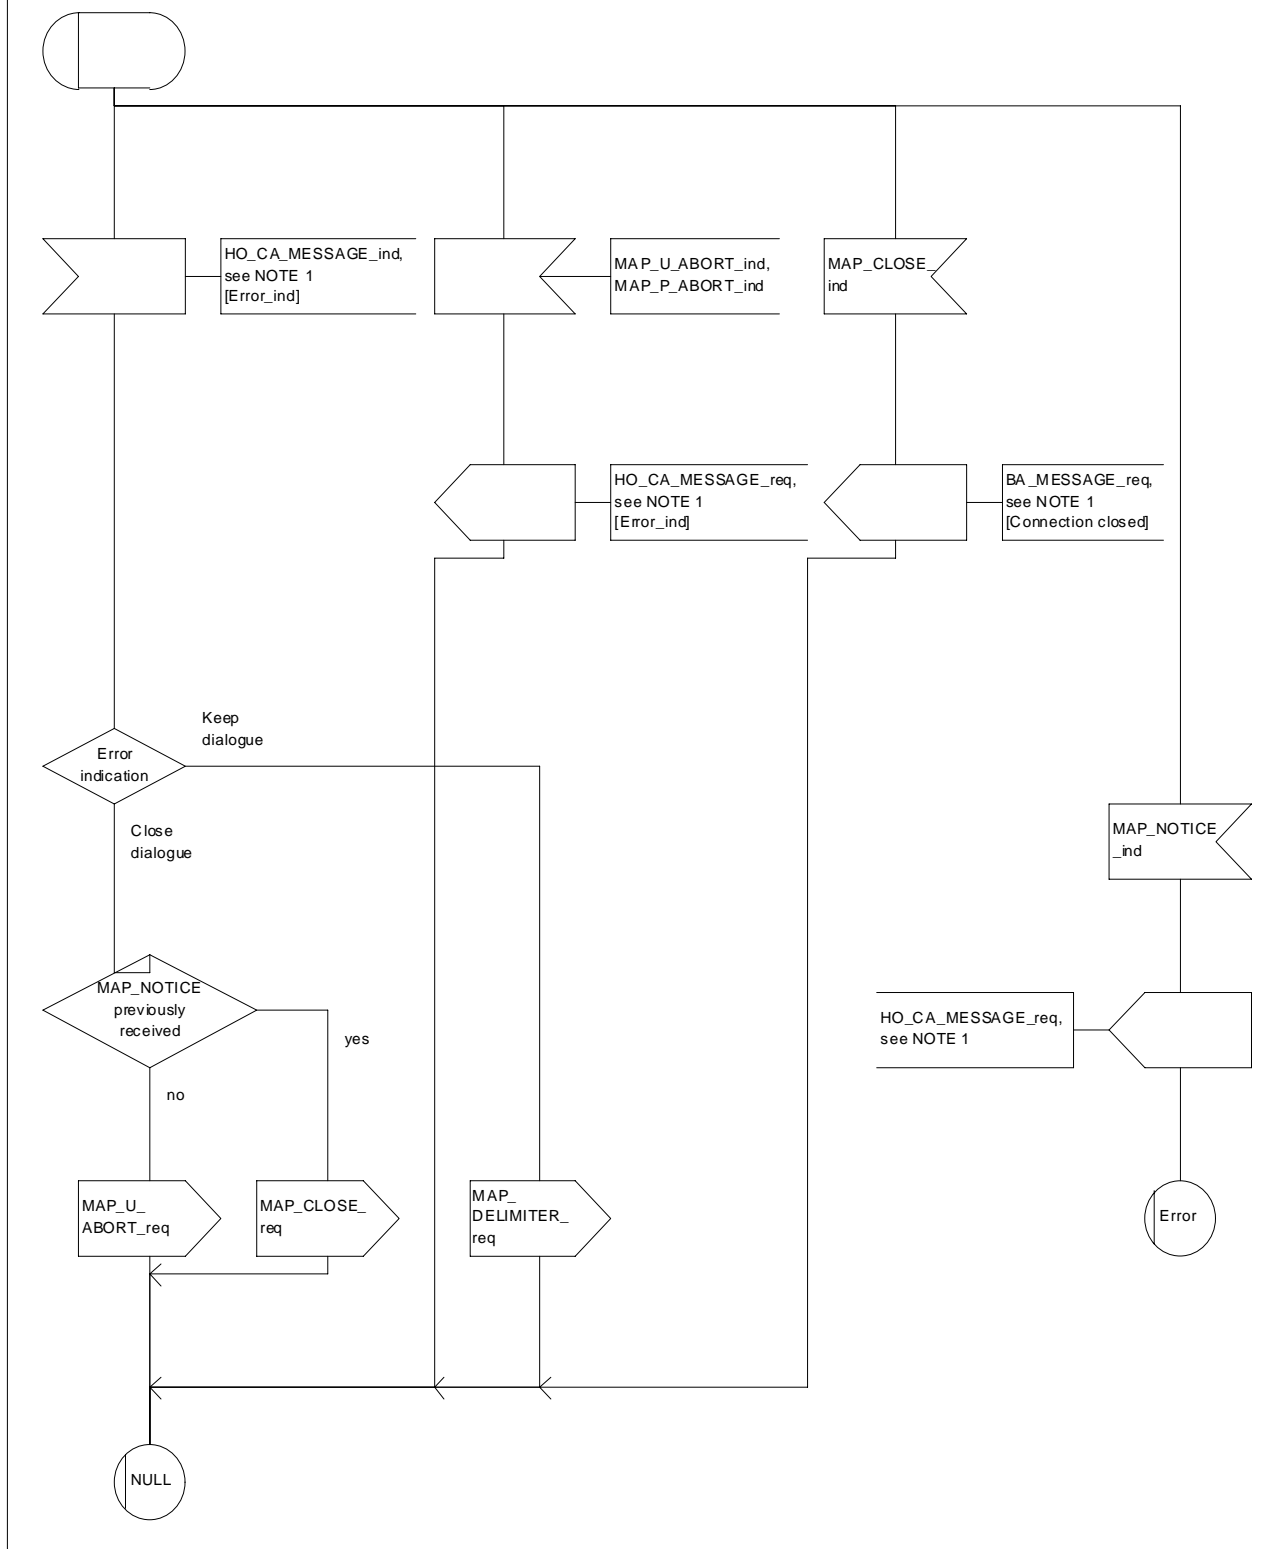 HO_CA_MESSAGE_ind,
see NOTE 1
[Error_ind]
MAP_U_ABORT_ind,
MAP_P_ABORT_ind
MAP_CLOSE_
ind
HO_CA_MESSAGE_req,
see NOTE 1
[Error_ind]
BA_MESSAGE_req,
see NOTE 1
[Connection closed]
Keep
dialogue
Error
indication
Close
dialogue
MAP_NOTICE
_ind
MAP_NOTICE
previously
received
yes
no
HO_CA_MESSAGE_req,
see NOTE 1
MAP_U_
ABORT_req
MAP_CLOSE_
req
MAP_
DELIMITER_
req
Error
NULL